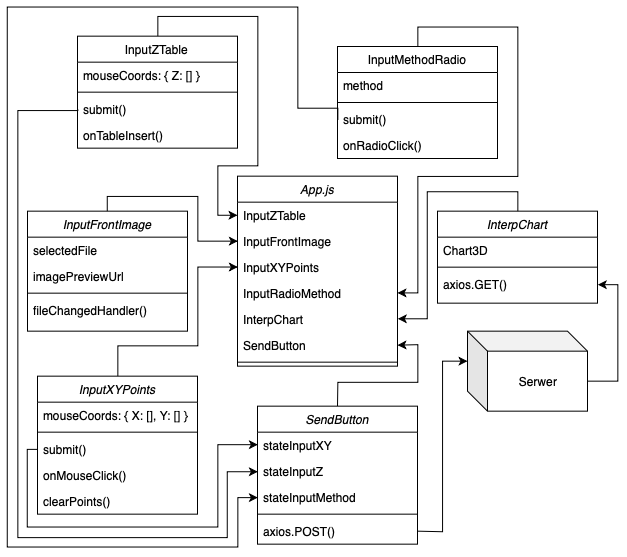 InputZTable
mouseCoords: { Z: [] }
submit()
onTableInsert()
InputMethodRadio
method
submit()
onRadioClick()
App.js
InputZTable
InputFrontImage
InputXYPoints
InputRadioMethod
InterpChart
SendButton
InputFrontImage
selectedFile
imagePreviewUrl
fileChangedHandler()
InterpChart
Chart3D
axios.GET()
Serwer
InputXYPoints
mouseCoords: { X: [], Y: [] }
submit()
onMouseClick()
clearPoints()
SendButton
stateInputXY
stateInputZ
stateInputMethod
axios.POST()